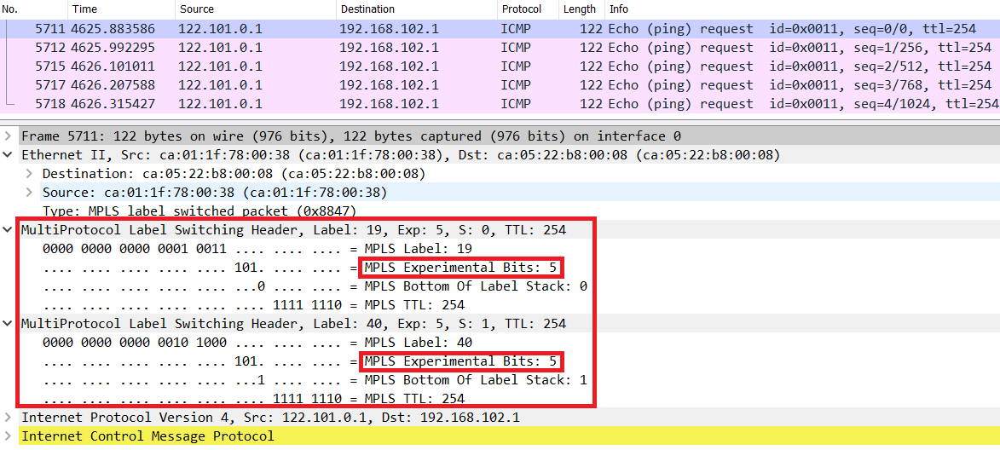 No. Time Source Destination Protocol Length Info
5711 4625.883586 122.101.0.1 192.168.102.1 ICMP 122 Echo (ping) request id=0x0011, seq=0/0, ttl=254
5712 4625.992295 122.101.0.1 192.168.102.1 ICMP 122 Echo (ping) request id=0x0011, seq=1/256, ttl=254
5715 4626.101011 122.101.0.1 192.168.102.1 ICMP 122 Echo (ping) request id=0x0011, seq=2/512, ttl=254
5717 4626.207588 122.101.0.1 192.168.102.1 ICMP 122 Echo (ping) request id=0x0011, seq=3/768, ttl=254
5718 4626.315427 122.101.0.1 192.168.102.1 ICMP 122 Echo (ping) request id=0x0011, seq=4/1024, ttl=254
Frame 5711: 122 bytes on wire (976 bits), 122 bytes captured (976 bits) on interface 0
Ethernet II, Src: ca:01:1f:78:00:38 (ca:01:1f:78:00:38), Dst: ca:05:22:b8:00:08 (ca:05:22:b8:00:08)
Destination: ca:05:22:b8:00:08 (ca:05:22:b8:00:08)
Source: ca:01:1f:78:00:38 (ca:01:1f:78:00:38)
Type: MPLS label switched packet (0x8847)
MultiProtocol Label Switching Header, Label: 19, Exp: 5, S: 0, TTL: 254
0000 0000 0000 0001 0011 .... .... .... = MPLS Label: 19
.... .... .... .... .... 101. .... .... = MPLS Experimental Bits: 5
.... .... .... .... .... ...0 .... .... = MPLS Bottom Of Label Stack: 0
.... .... .... .... .... .... 1111 1110 = MPLS TTL: 254
MultiProtocol Label Switching Header, Label: 40, Exp: 5, S: 1, TTL: 254
0000 0000 0000 0010 1000 .... .... .... = MPLS Label: 40
.... .... .... .... .... 101. .... .... = MPLS Experimental Bits: 5
.... .... .... .... .... ...1 .... .... = MPLS Bottom Of Label Stack: 1
.... .... .... .... .... .... 1111 1110 = MPLS TTL: 254
Internet Protocol Version 4, Src: 122.101.0.1, Dst: 192.168.102.1
Internet Control Message Protocol